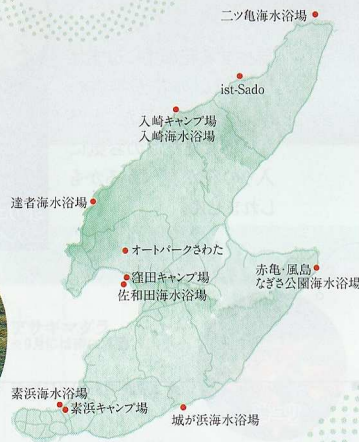 二ツ亀海水浴場
ist-Sado
入崎キャンプ場
入崎海水浴場
達者海水浴場
オートパークさわた
窪田キャンプ場
佐和田海水浴場
赤亀・風島
なぎさ公園海水浴場
素浜海水浴場
素浜キャンプ場
城が浜海水浴場